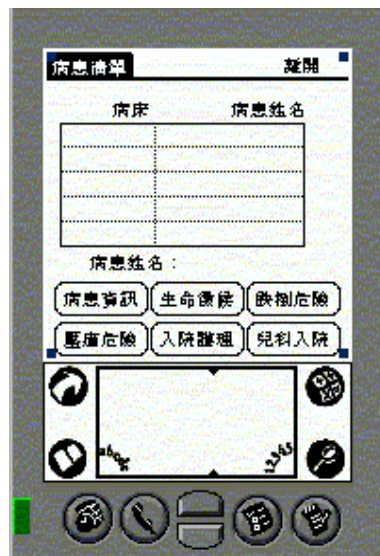 病患清單 離開
病床 病患姓名
病患姓名：
病患資訊 生命徵候 跌倒危險
壓瘡危險 入院護理 兒科入院
abcde 12345